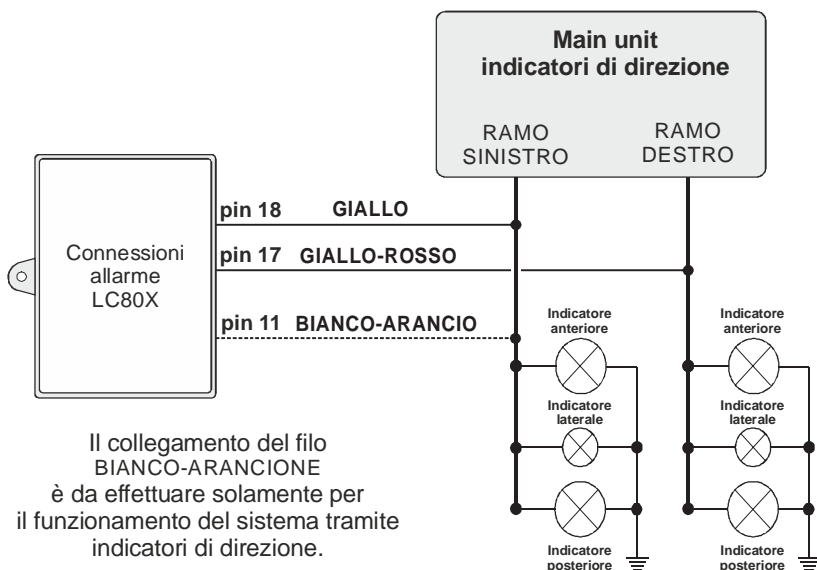 Main unit
indicatori di direzione
RAMO
SINISTRO
RAMO
DESTRO
Connessioni
allarme
LC80X
pin 18 GIALLO
pin 17 GIALLO-ROSSO
pin 11 BIANCO-ARANCIO
Indicatore
anteriore
Indicatore
anteriore
Indicatore
laterale
Indicatore
laterale
Indicatore
posteriore
Indicatore
posteriore
Il collegamento del filo
BIANCO-ARANCIONE
è da effettuare solamente per
il funzionamento del sistema tramite
indicatori di direzione.